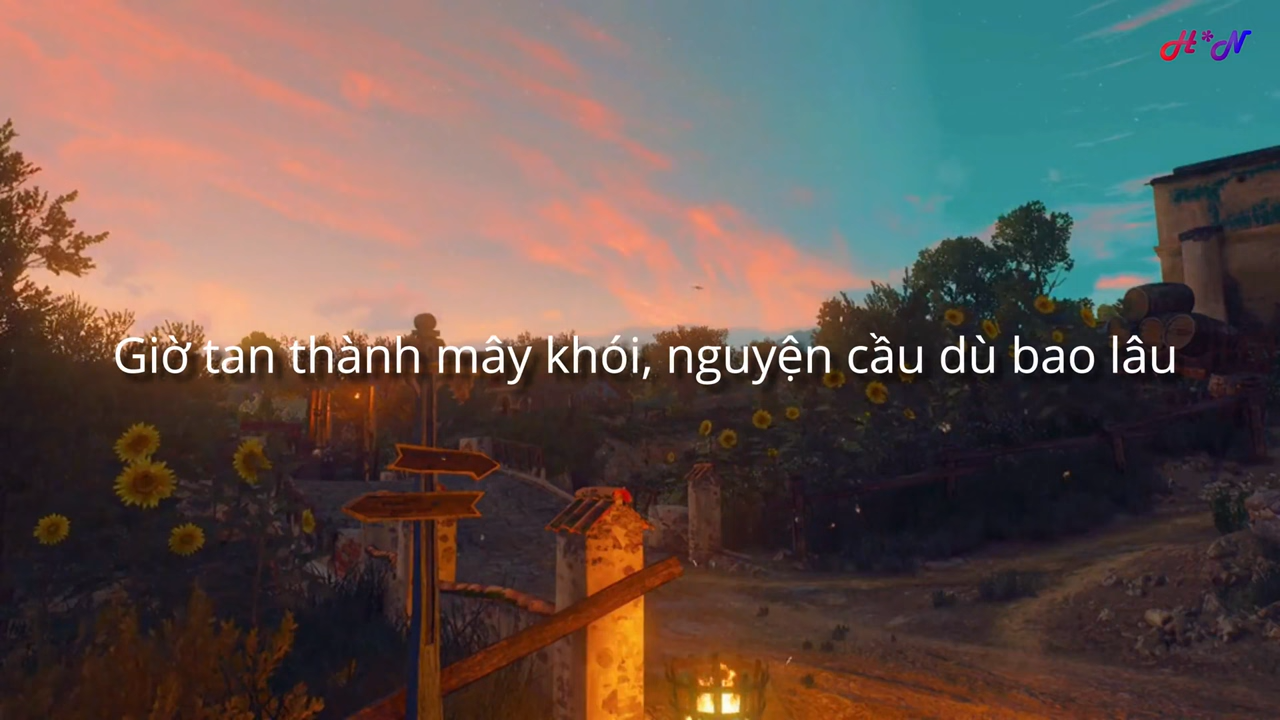 H*N
Giờ tan thành mây khói, nguyện cầu dù bao lâu